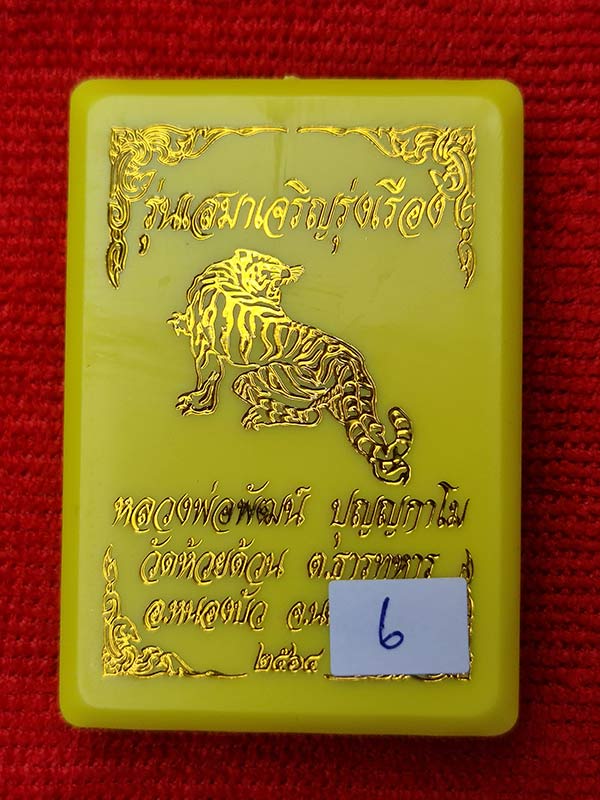 รุ่นเสมาเจริญรุ่งเรือง
หลวงพ่อพัฒน์ ปุญญกาโม
วัดห้วยด้วน ต.ธารทหาร
อ.หนองบัว จ.น
6
๒๕๖๔